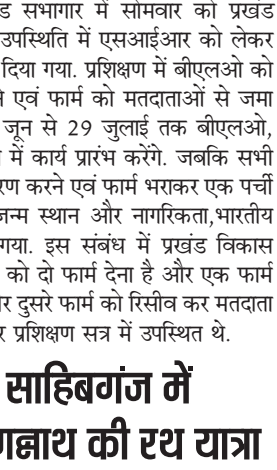 सभागार में सोमवार को प्रखंड
उपस्थिति में एसआईआर को लेकर
दिया गया. प्रशिक्षण में बीएलओ को
एवं फार्म को मतदाताओं से जमा
जून से 29 जुलाई तक बीएलओ,
में कार्य प्रारंभ करेंगे. जबकि सभी
करने एवं फार्म भराकर एक पर्ची
जन्म स्थान और नागरिकता,भारतीय
गया. इस संबंध में प्रखंड विकास
को दो फार्म देना है और एक फार्म
दुसरे फार्म को रिसीव कर मतदाता
प्रशिक्षण सत्र में उपस्थित थे.
साहिबगंज में
की रथ यात्रा